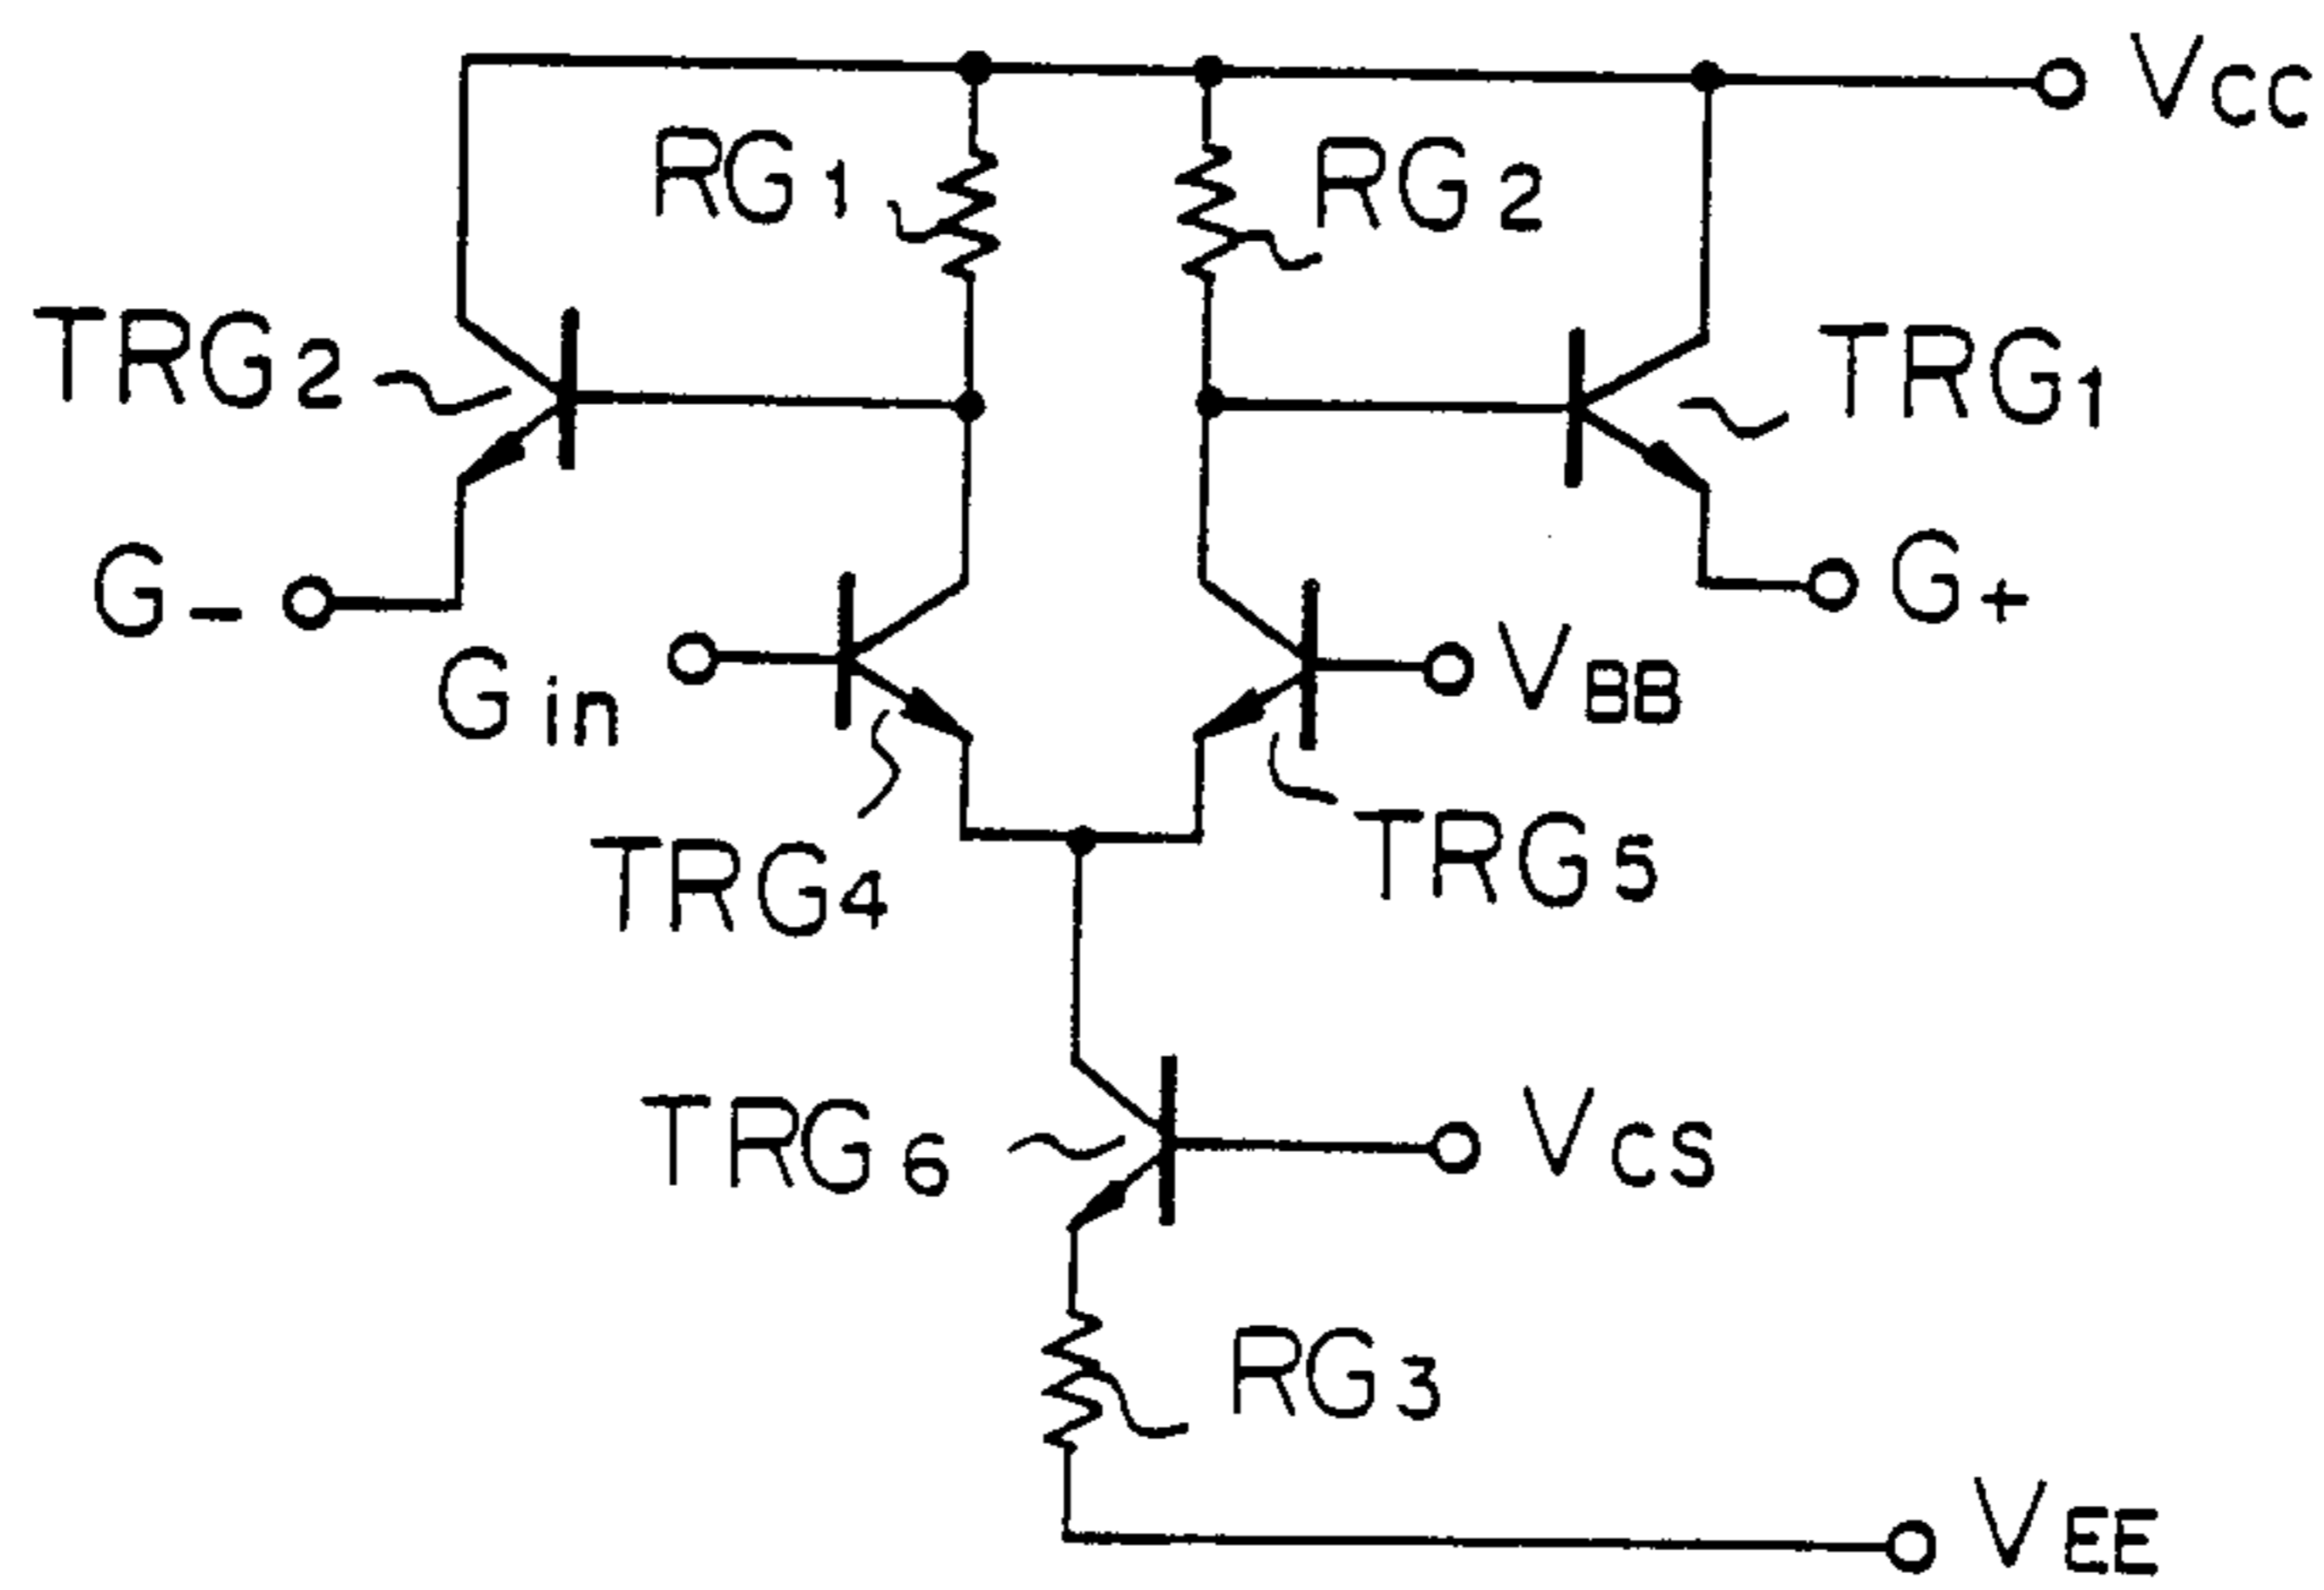 VCC
RG1
RG2
TRG2
TRG1
G-
G+
Gin
VBB
TRG4
TRG5
TRG6
VCS
RG3
VEE